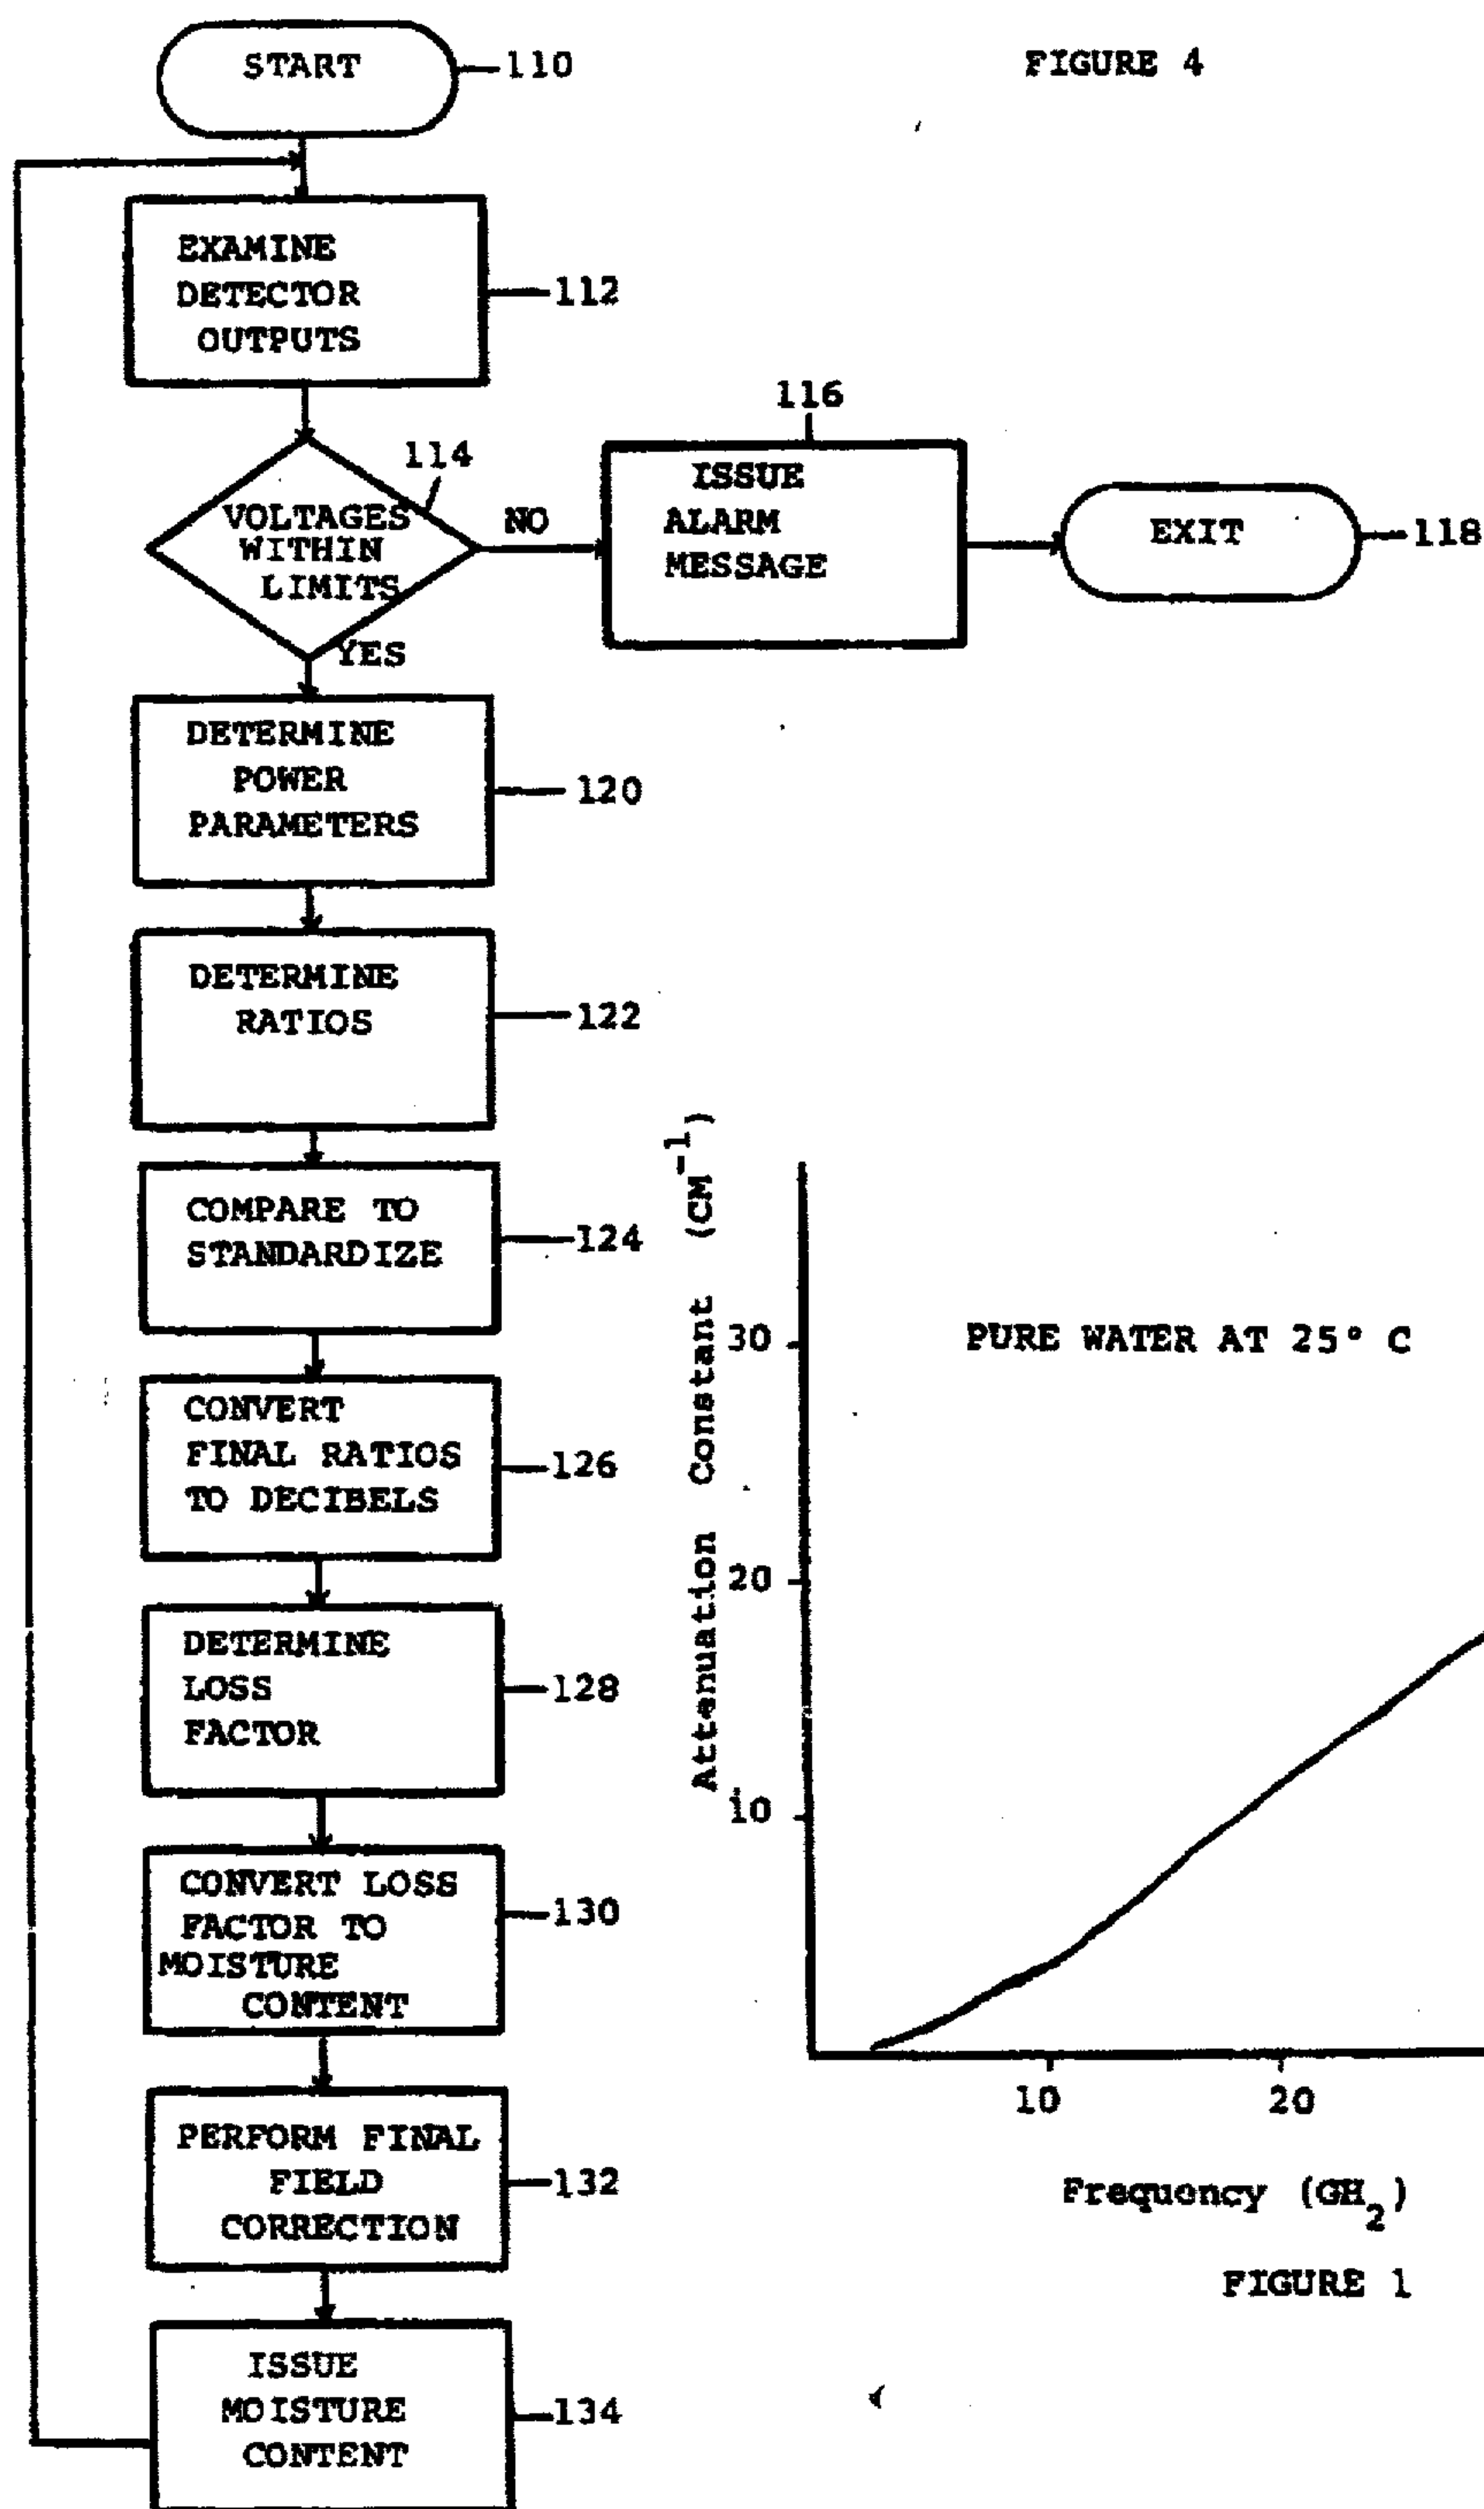 FIGURE 4
START
110
EXAMINE
DETECTOR
OUTPUTS
112
VOLTAGES
WITHIN
LIMITS
114
NO
YES
116
ISSUE
ALARM
MESSAGE
EXIT
118
DETERMINE
POWER
PARAMETERS
120
DETERMINE
RATIOS
122
COMPARE TO
STANDARDIZE
124
CONVERT
FINAL RATIOS
TO DECIBELS
126
DETERMINE
LOSS
FACTOR
128
CONVERT LOSS
FACTOR TO
MOISTURE
CONTENT
130
PERFORM FINAL
FIELD
CORRECTION
132
ISSUE
MOISTURE
CONTENT
134
Attenuation Constant (CM⁻¹)
30
20
10
PURE WATER AT 25° C
10
20
Frequency (GH₂)
FIGURE 1